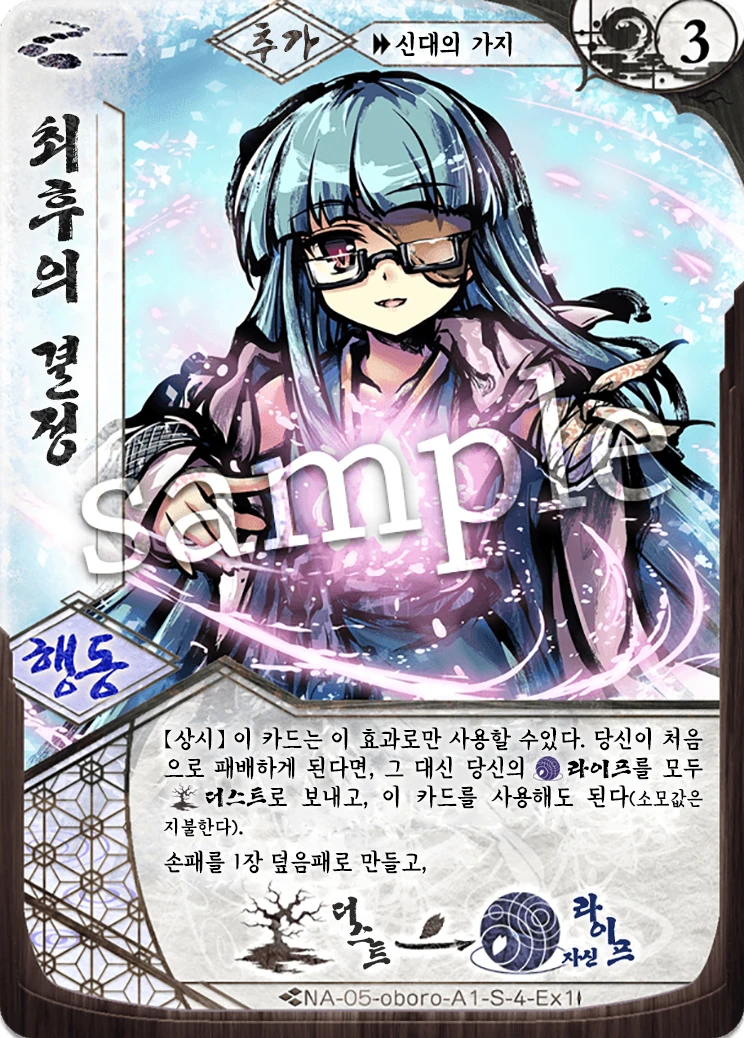 추가
▶▶신대의 가지
3
최후의 결정
sample
행동
【상시】 이 카드는 이 효과로만 사용할 수있다. 당신이 처음
으로 패배하게 된다면, 그 대신 당신의 라이프를 모두
더스트로 보내고, 이 카드를 사용해도 된다(소모값은
지불한다).
손패를 1장 덮음패로 만들고,
더스트
라이프
자신
NA-05-oboro-A1-S-4-Ex1